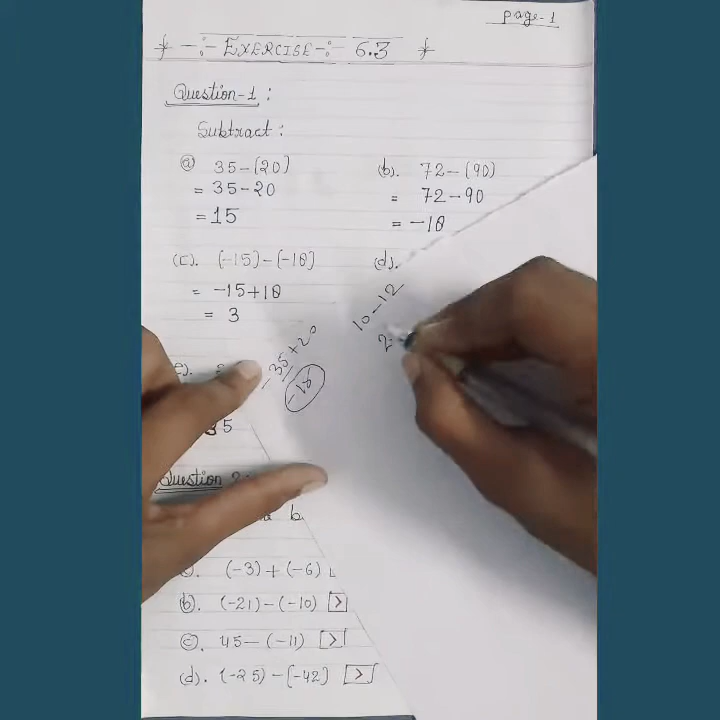 page-1
Exercise 6.3
Question-1 :
Subtract :
(a) 35-(20)
= 35-20
= 15
(b). 72-(90)
= 72-90
= -18
(c). (-15)-(-18)
= -15+18
= 3
(d).
10-12
2
-35+20
-15
e).
35
Question 2
b
(-3)+(-6)
(b). (-21)-(-10) >
(c). 45-(-11) >
(d). (-25)-(-42) >